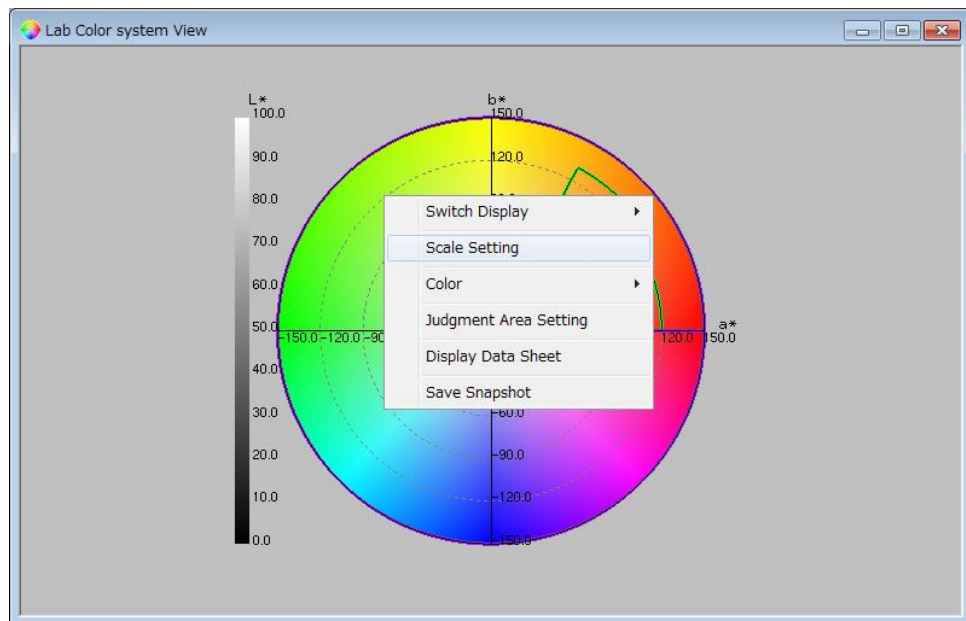 Lab Color system View
L*
100.0
90.0
80.0
70.0
60.0
50.0
40.0
30.0
20.0
10.0
0.0
b*
150.0
120.0
Switch Display
Scale Setting
Color
Judgment Area Setting
Display Data Sheet
Save Snapshot
a*
-150.0 -120.0 -90
120.0 150.0
-60.0
-90.0
-120.0
-150.0